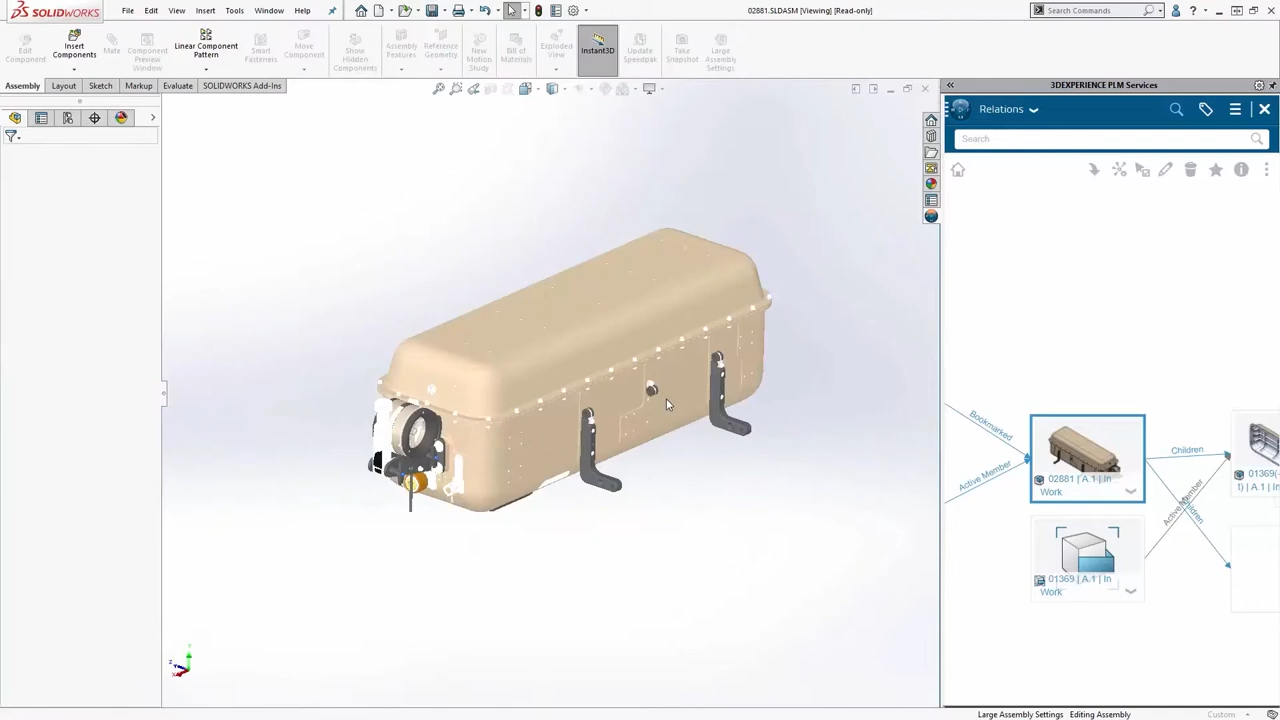 SOLIDWORKS
File Edit View Insert Tools Window Help
02881.SLDASM [Viewing] [Read-only]
Search Commands
Edit Component
Insert Components
Mate
Component Preview Window
Linear Component Pattern
Smart Fasteners
Move Component
Show Hidden Components
Assembly Features
Reference Geometry
New Motion Study
Bill of Materials
Exploded View
Instant3D
Update Speedpak
Take Snapshot
Large Assembly Settings
Assembly Layout Sketch Markup Evaluate SOLIDWORKS Add-Ins
3DEXPERIENCE PLM Services
Relations
Search
Bookmarked
Active Member
02881 | A.1 | In
Work
Children
01369(-
t) | A.1 | In
Active Member
Children
01369 | A.1 | In
Work
Large Assembly Settings Editing Assembly Custom